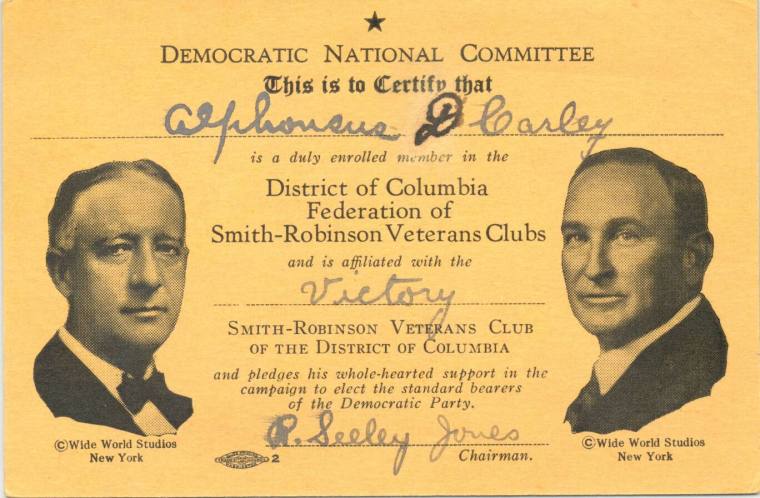 DEMOCRATIC NATIONAL COMMITTEE
This is to Certify that
Alphonsus D Carley
is a duly enrolled member in the
District of Columbia
Federation of
Smith-Robinson Veterans Clubs
and is affiliated with the
Victory
SMITH-ROBINSON VETERANS CLUB
OF THE DISTRICT OF COLUMBIA
and pledges his whole-hearted support in the
campaign to elect the standard bearers
of the Democratic Party.
R. Seeley Jones
Chairman.
©Wide World Studios
New York
2
©Wide World Studios
New York